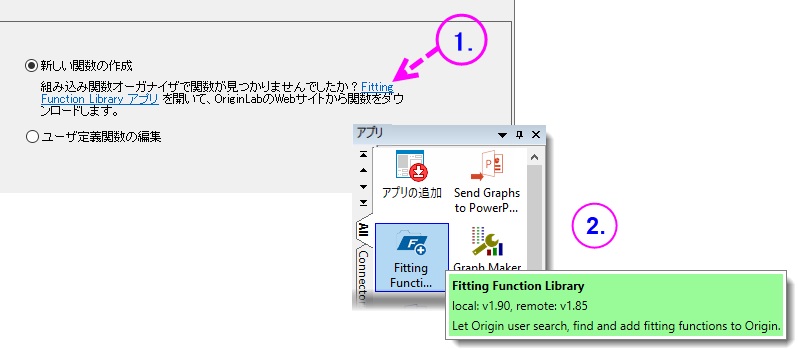 1.
新しい関数の作成
組み込み関数オーガナイザで関数が見つかりませんでしたか？Fitting
Function Library アプリ を開いて、OriginLabのWebサイトから関数をダウ
ンロードします。
ユーザ定義関数の編集
アプリ
アプリの追加
Send Graphs
to PowerP...
All
Connector
Fitting
Functi...
Graph Maker
2.
Fitting Function Library
local: v1.90, remote: v1.85
Let Origin user search, find and add fitting functions to Origin.